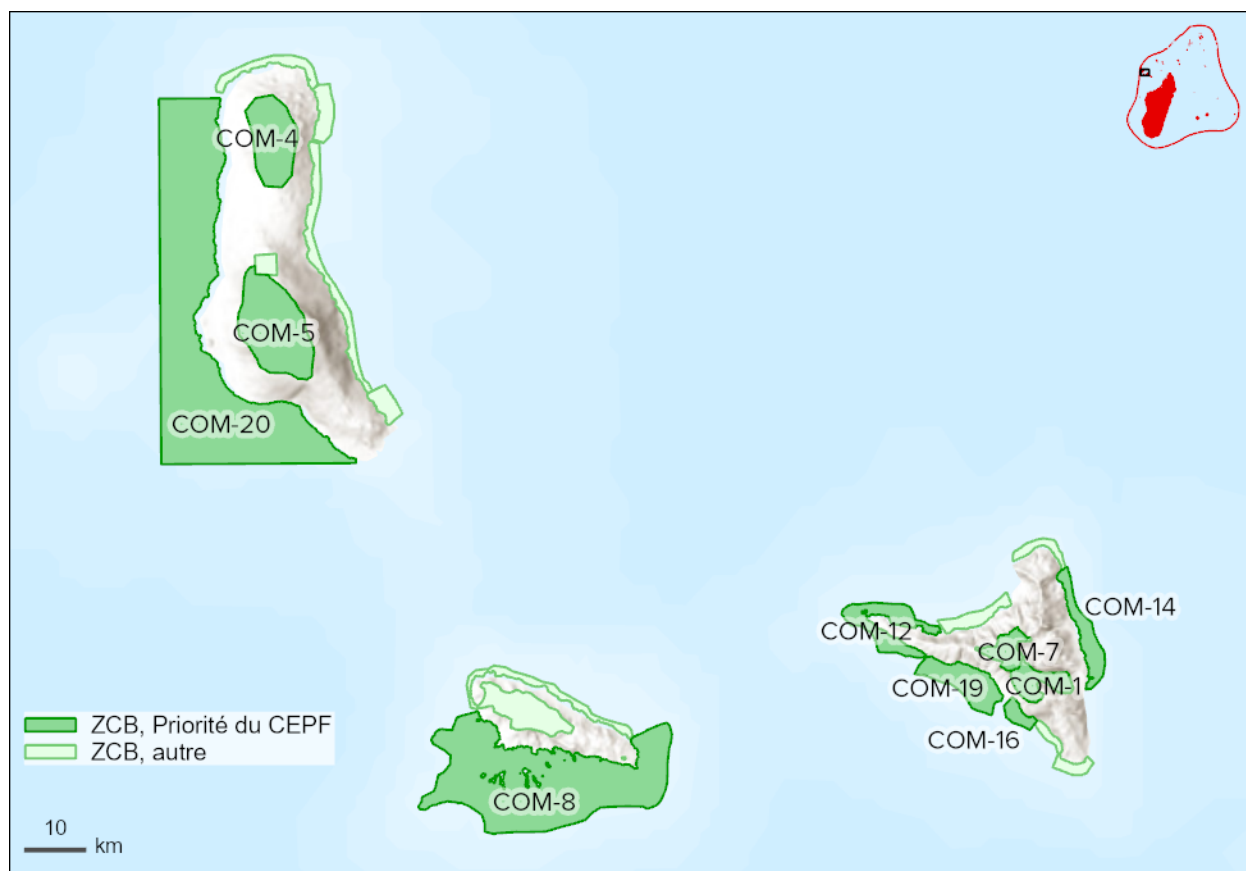 COM-4
COM-5
COM-20
COM-14
COM-12
COM-7
COM-19
COM-1
COM-16
COM-8
ZCB, Priorité du CEPF
ZCB, autre
10
km